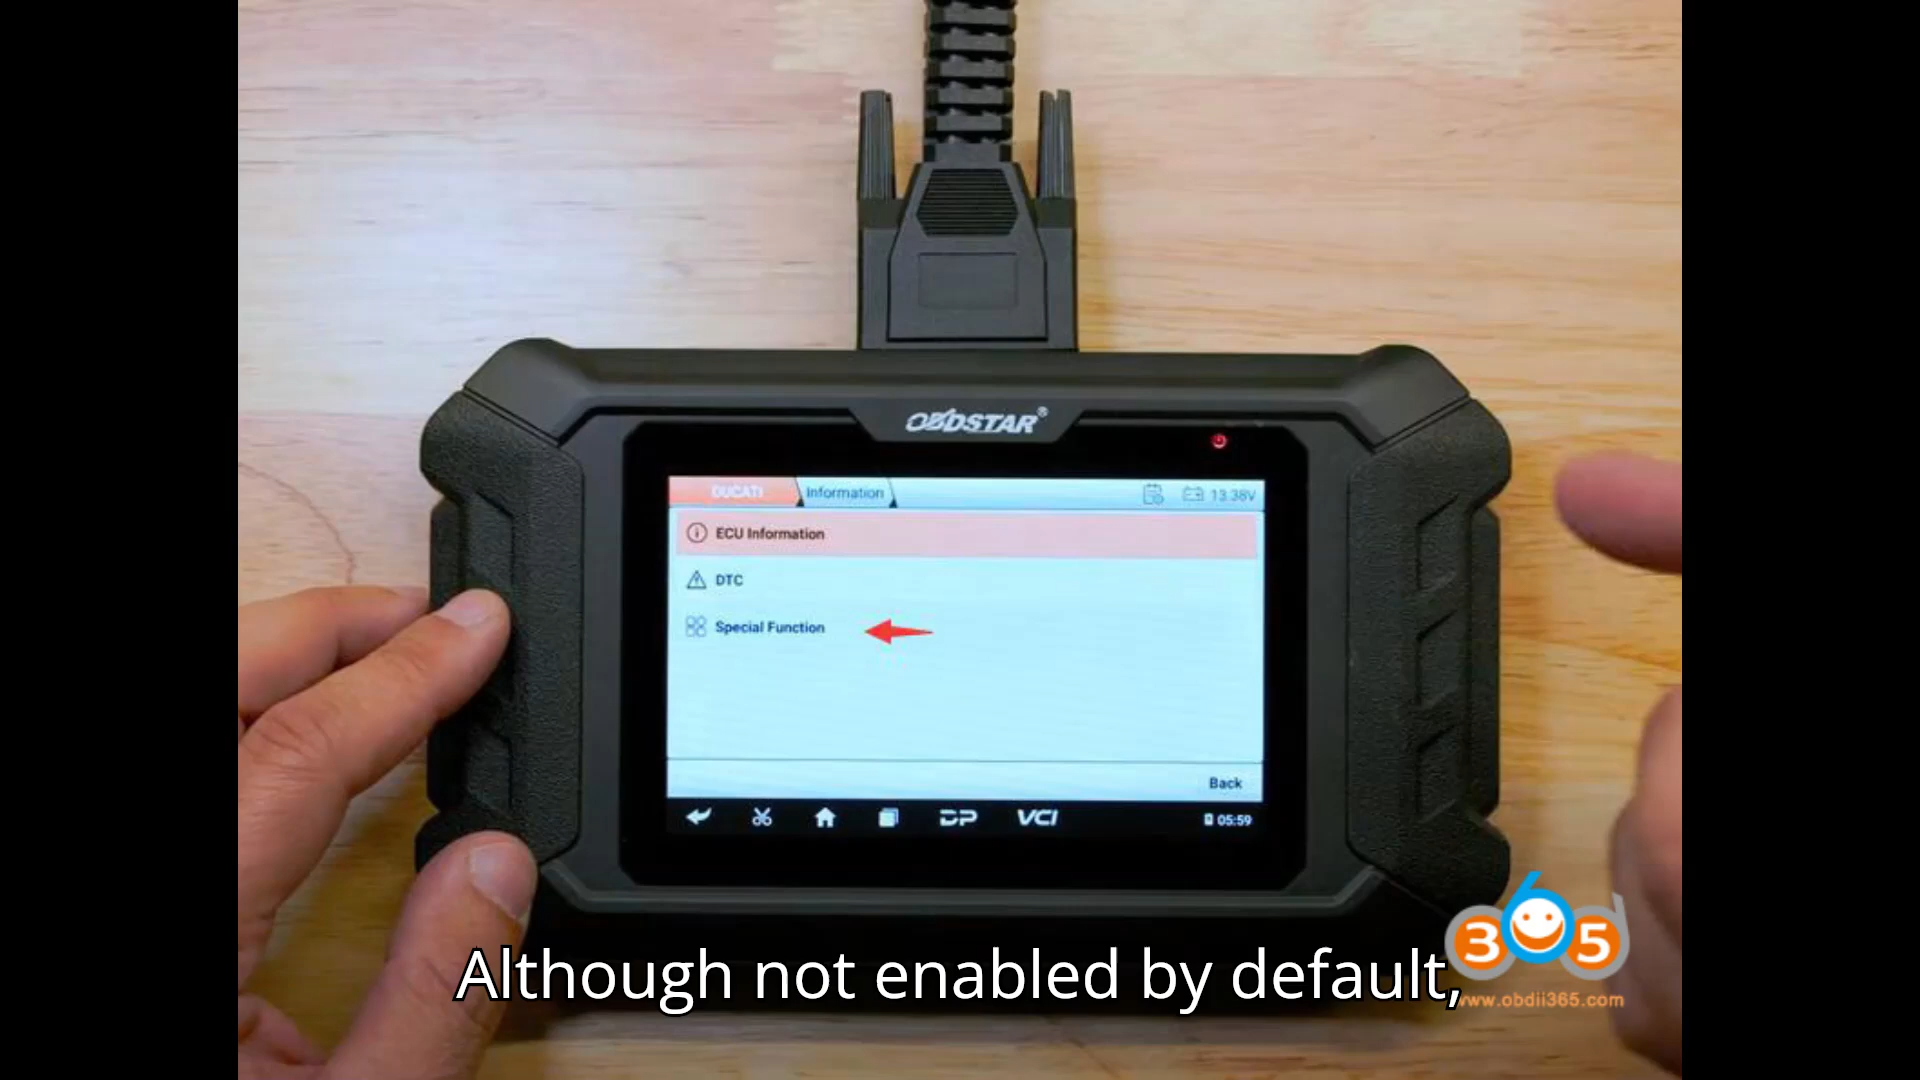 OBDSTAR®
DUCATI Information 13.38V
ECU Information
DTC
Special Function
Back
DP VCI 05:59
365
Although not enabled by default,
www.obdii365.com